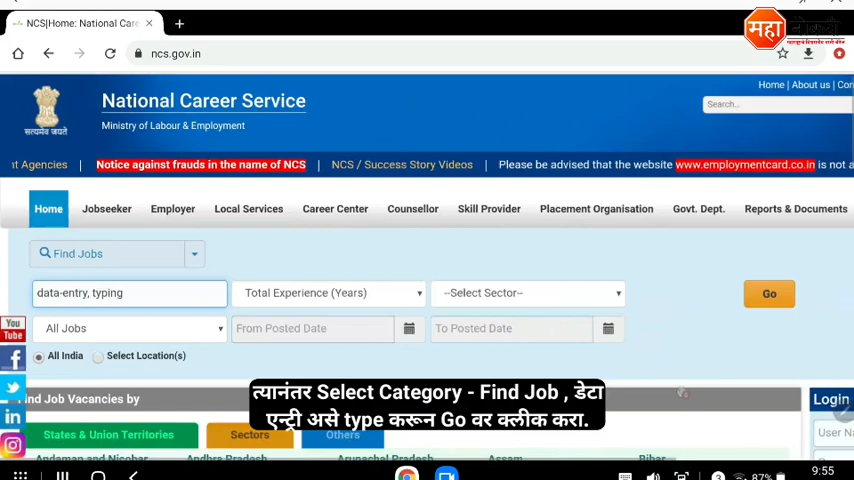 NCS|Home: National Care
महा
ncs.gov.in
National Career Service
Ministry of Labour & Employment
सत्यमेव जयते
Home | About us | Con
Search...
nt Agencies | Notice against frauds in the name of NCS | NCS / Success Story Videos | Please be advised that the website www.employmentcard.co.in is not a
Home Jobseeker Employer Local Services Career Center Counsellor Skill Provider Placement Organisation Govt. Dept. Reports & Documents
Find Jobs
data-entry, typing Total Experience (Years) --Select Sector-- Go
All Jobs From Posted Date To Posted Date
You
Tube
All India Select Location(s)
Find Job Vacancies by
Login
States & Union Territories Sectors Others
User Nam
त्यानंतर Select Category - Find Job , डेटा
एन्ट्री असे type करून Go वर क्लीक करा.
Andaman and Nicobar Andhra Pradesh Arunachal Pradesh Assam Bihar
87% 9:55